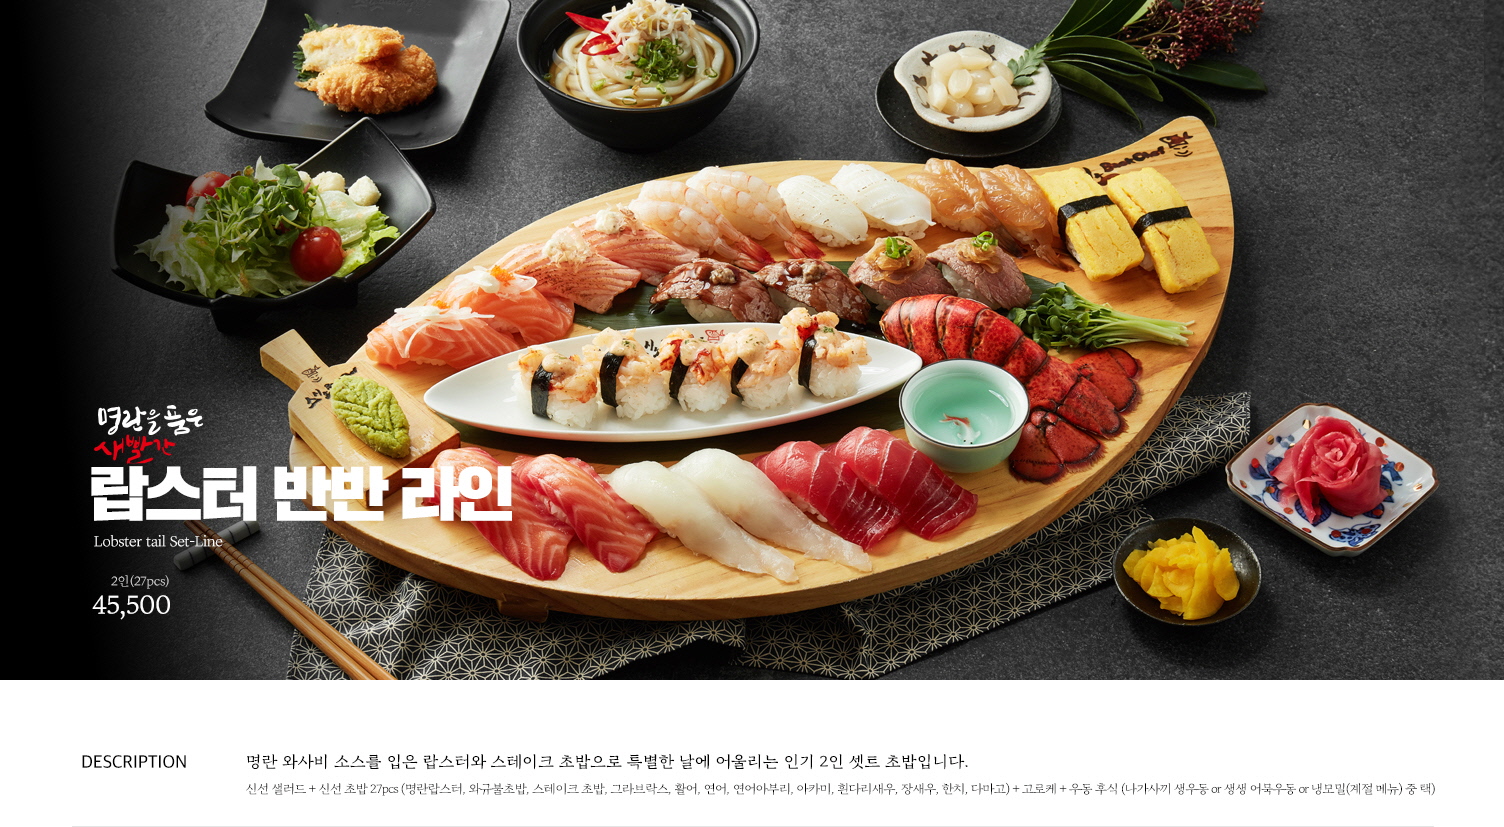 명란을 품은
새빨간
랍스터 반반 라인
Lobster tail Set-Line
2인(27pcs)
45,500
Best Chef
DESCRIPTION
명란 와사비 소스를 입은 랍스터와 스테이크 초밥으로 특별한 날에 어울리는 인기 2인 셋트 초밥입니다.
신선 샐러드 + 신선 초밥 27pcs (명란랍스터, 와규불초밥, 스테이크 초밥, 그라브락스, 활어, 연어, 연어아부리, 아카미, 흰다리새우, 장새우, 한치, 다마고) + 고로케 + 우동 후식 (나가사끼 생우동 or 생생 어묵우동 or 냉모밀(계절 메뉴) 중 택)